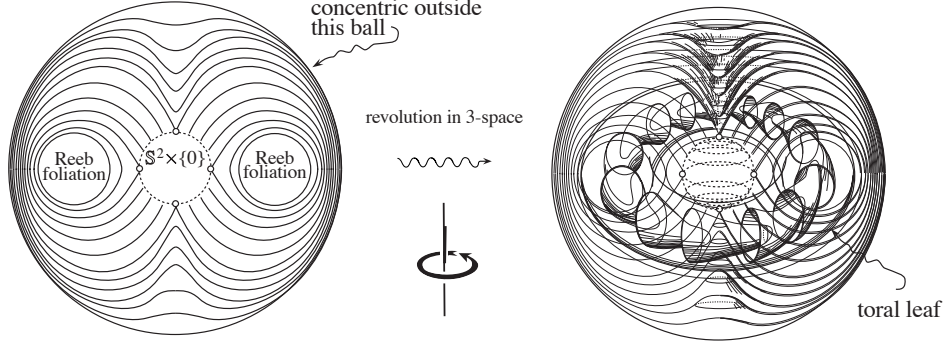 concentric outside
this ball
Reeb
foliation
𝕊²×{0}
Reeb
foliation
revolution in 3-space
toral leaf